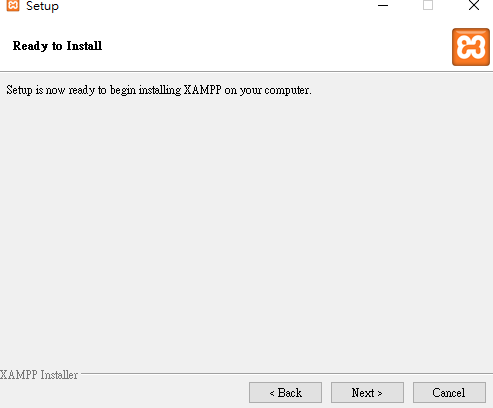 Setup
Ready to Install
Setup is now ready to begin installing XAMPP on your computer.
XAMPP Installer
< Back
Next >
Cancel